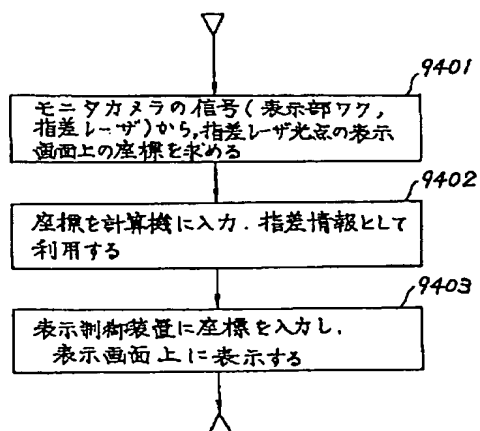 9401
モニタカメラの信号(表示部ワク,
指差レーザ)から,指差レーザ光点の表示
画面上の座標を求める
9402
座標を計算機に入力.指差情報として
利用する
9403
表示制御装置に座標を入力し.
表示画面上に表示する